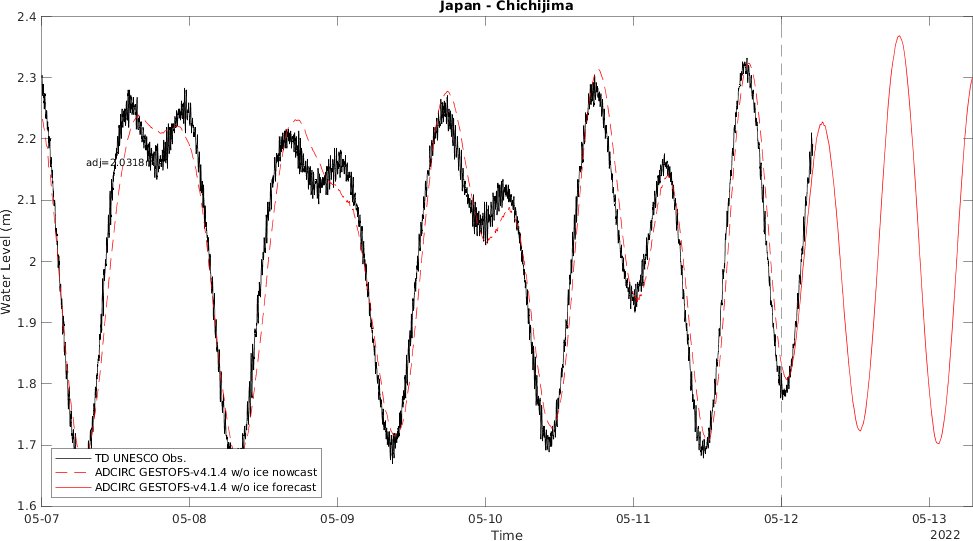 Japan - Chichijima
2.4
2.3
2.2
2.1
2
1.9
1.8
1.7
1.6
Water Level (m)
adj=2.0318
TD UNESCO Obs.
ADCIRC GESTOFS-v4.1.4 w/o ice nowcast
ADCIRC GESTOFS-v4.1.4 w/o ice forecast
05-07 05-08 05-09 05-10 05-11 05-12 05-13
Time
2022